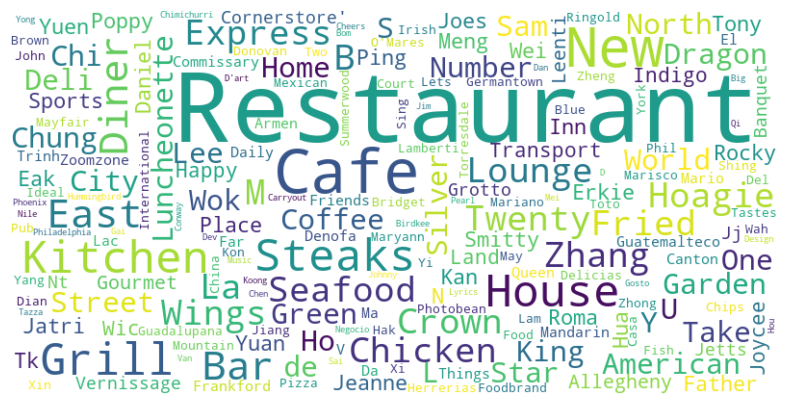 Yong
Chimichurri
Cheers
Irish
Ringold
El
Brown
Yuen
Poppy
Cornerstore'
Express
Donovan
Two
Bom
O'Mares
S
Joes
Sam
North
Tony
John
Chi
Diner
Daniel
Commissary
B
Ping
Meng
Wei
Leenti
New
Zheng
Dragon
Deli
Luncheonette
Home
Mexican
Number
Court
Lets
Germantown
Dan
Indigo
Big
York
Banquet
Sports
D'art
Restaurant
Jim
Blue
Qi
Mayfair
International
Armen
Summerwood
Sing
Inn
Torresdale
Chung
Lee
Daily
Lamberti
Transport
World
Phil
Shing
Rocky
Trinh
Zoomzone
Happy
Cafe
Lounge
Marisco
Mario
Eak
City
Wok
M
Silver
Grotto
Erkie
Hoagie
Del
Ideal
Hummingbird
Carryout
Friends
Bridget
Pearl
Mariano
Mei
Toto
D
Tastes
Phoenix
East
Conway
Place
Coffee
Birdkee
Twenty
Fried
Nile
Pub
Philadelphia
Gai
Dev
Far
Denofa
Maryann
Smitty
Guatemalteco
Jj
Wah
Lac
Kon
Steaks
Yi
Land
May
Canton
Design
Kitchen
China
Music
Zhang
One
Yang
Nt
Gourmet
La
Koong
Seafood
Johnny
Kan
Queen
Delicias
Gosto
Garden
Dian
Street
Wings
Chen
Lyrics
N
House
Zhong
Chips
Tazza
Green
Ma
Photobean
Crown
Food
Roma
Hua
Casa
U
Hou
Jatri
Wic
Guadalupana
Jiang
Negocio
Hak
Lam
Mandarin
Y
Take
Joycee
Tk
Grill
Mountain
Yuan
Ho
V
Chicken
King
Fish
Jetts
Van
Bar
de
Sai
Da
Xi
L
Things
Star
American
Xin
Vernissage
Frankford
Pizza
Jeanne
Herrerias
Foodbrand
Allegheny
Father